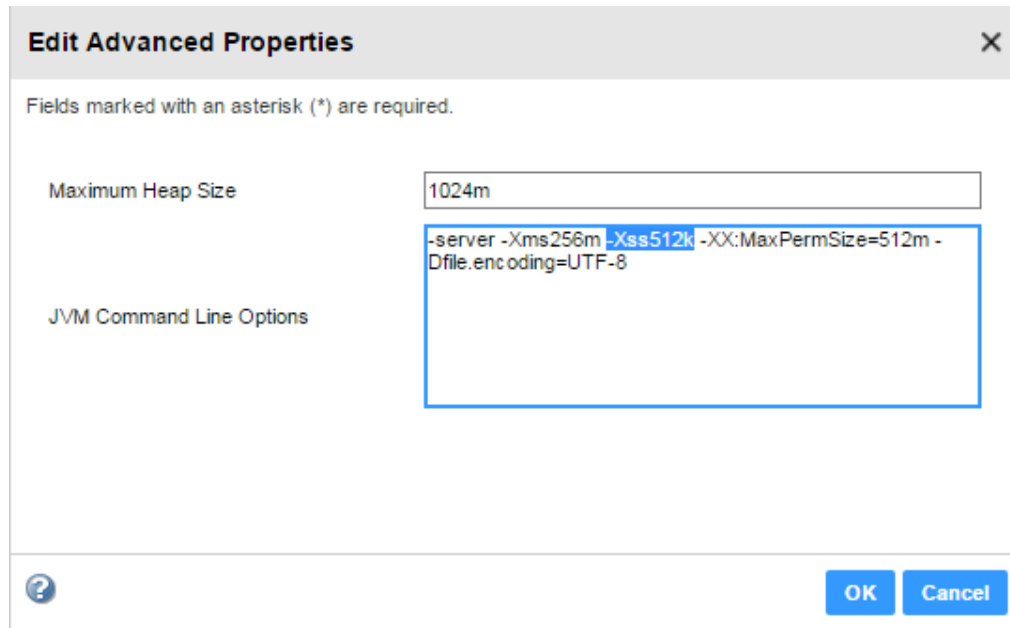 Edit Advanced Properties
Fields marked with an asterisk (*) are required.
Maximum Heap Size
1024m
-server -Xms256m -Xss512k -XX:MaxPermSize=512m -
Dfile.encoding=UTF-8
JVM Command Line Options
OK
Cancel